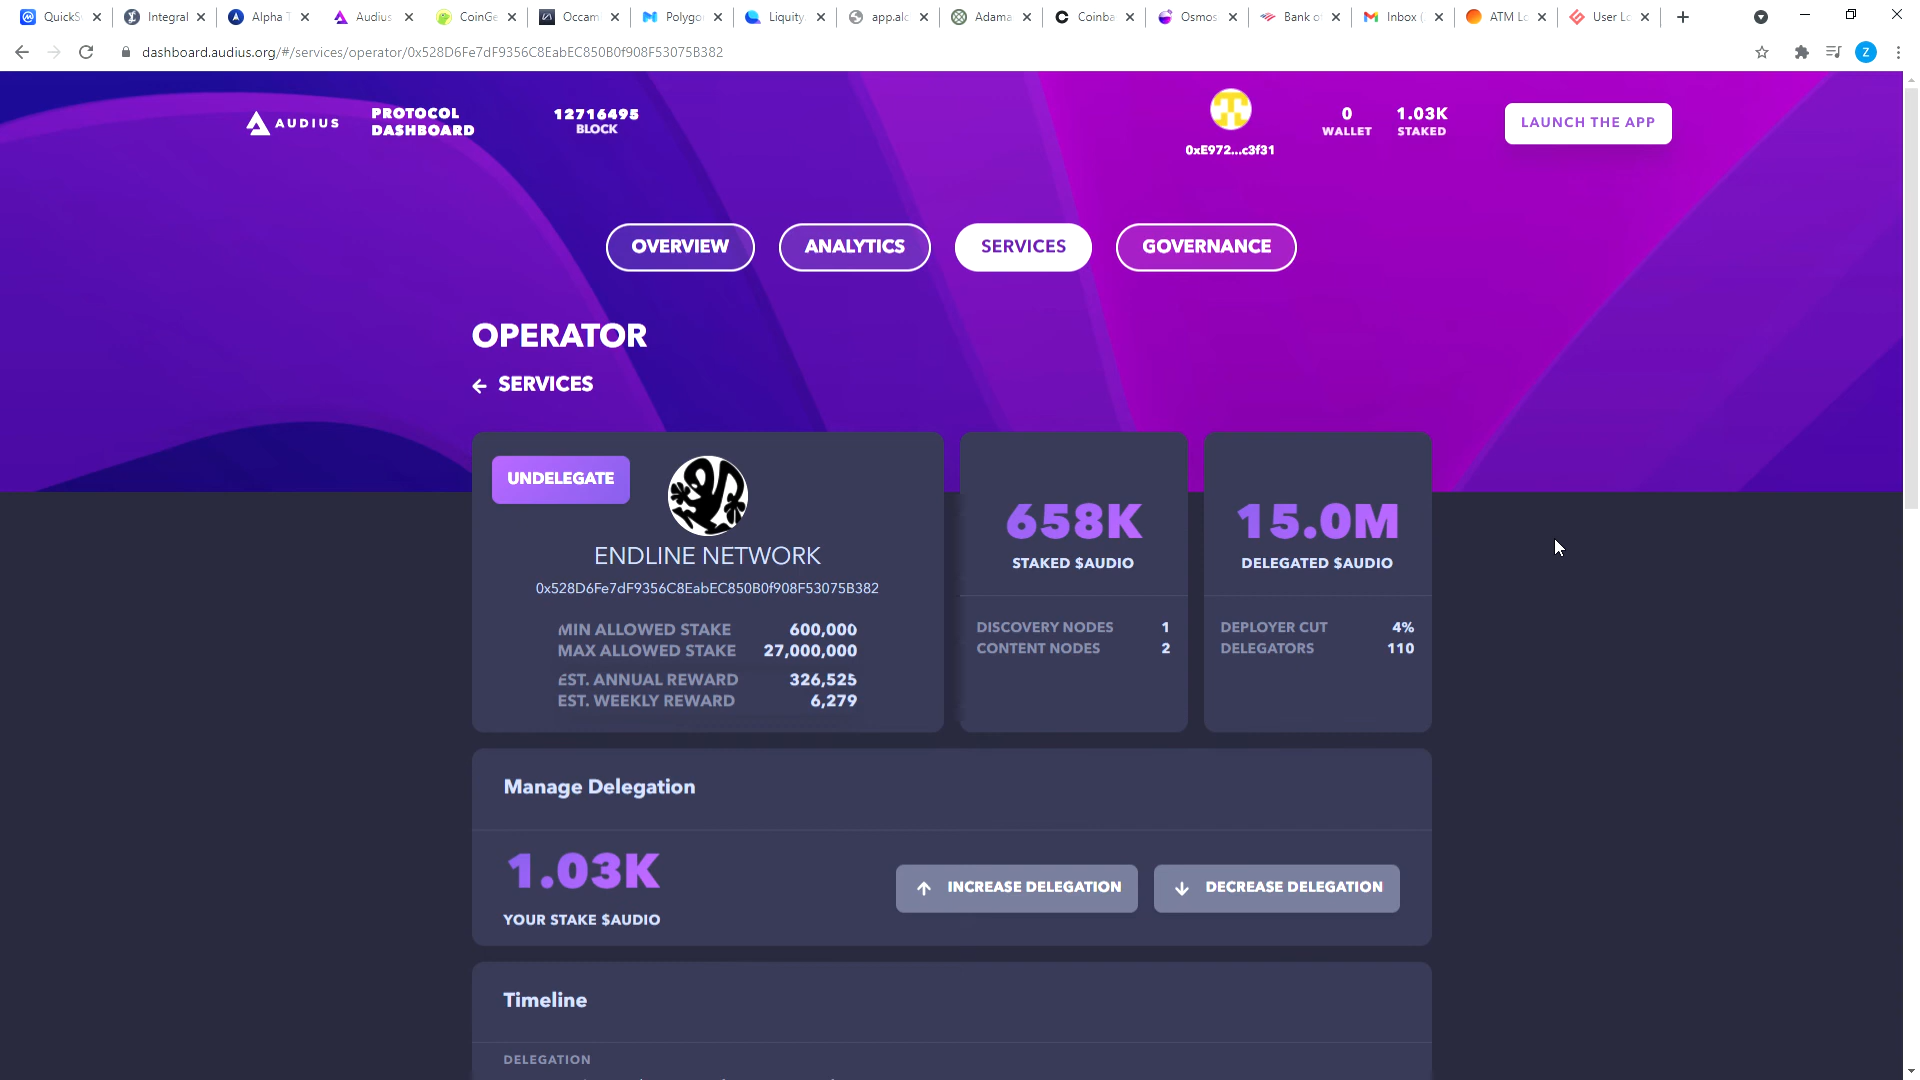 QuickS
Integral
Alpha T
Audius
CoinGe
Occam
Polygo
Liquity
app.alc
Adama
Coinba
Osmos
Bank o
Inbox (
ATM Lo
User Lo
dashboard.audius.org/#/services/operator/0x528D6Fe7dF9356C8EabEC850B0f908F53075B382
Z
AUDIUS
PROTOCOL
DASHBOARD
12716495
BLOCK
0xE972...c3f31
0
WALLET
1.03K
STAKED
LAUNCH THE APP
OVERVIEW
ANALYTICS
SERVICES
GOVERNANCE
OPERATOR
SERVICES
UNDELEGATE
ENDLINE NETWORK
0x528D6Fe7dF9356C8EabEC850B0f908F53075B382
MIN ALLOWED STAKE 600,000
MAX ALLOWED STAKE 27,000,000
EST. ANNUAL REWARD 326,525
EST. WEEKLY REWARD 6,279
658K
STAKED $AUDIO
DISCOVERY NODES 1
CONTENT NODES 2
15.0M
DELEGATED $AUDIO
DEPLOYER CUT 4%
DELEGATORS 110
Manage Delegation
1.03K
YOUR STAKE $AUDIO
INCREASE DELEGATION
DECREASE DELEGATION
Timeline
DELEGATION